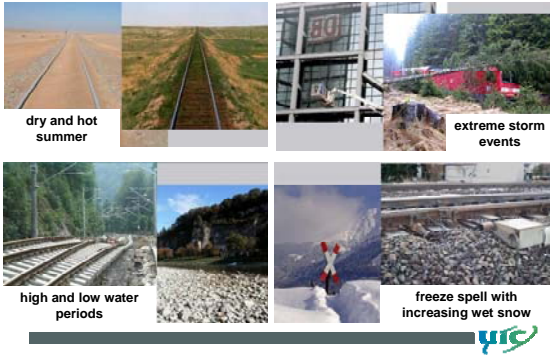 DB
dry and hot
summer
extreme storm
events
high and low water
periods
freeze spell with
increasing wet snow
uic